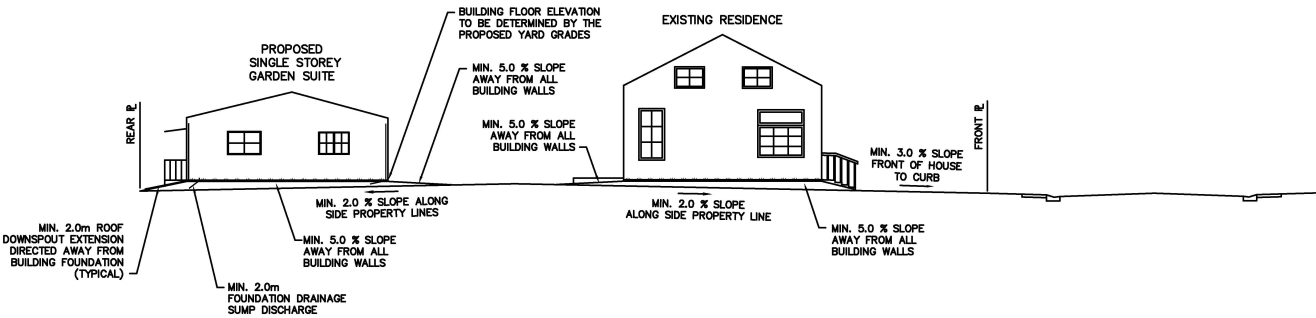 PROPOSED
SINGLE STOREY
GARDEN SUITE
BUILDING FLOOR ELEVATION
TO BE DETERMINED BY THE
PROPOSED YARD GRADES
EXISTING RESIDENCE
MIN. 5.0 % SLOPE
AWAY FROM ALL
BUILDING WALLS
MIN. 5.0 % SLOPE
AWAY FROM ALL
BUILDING WALLS
REAR PL
FRONT PL
MIN. 3.0 % SLOPE
FRONT OF HOUSE
TO CURB
MIN. 2.0 % SLOPE ALONG
SIDE PROPERTY LINES
MIN. 2.0 % SLOPE
ALONG SIDE PROPERTY LINE
MIN. 2.0m ROOF
DOWNSPOUT EXTENSION
DIRECTED AWAY FROM
BUILDING FOUNDATION
(TYPICAL)
MIN. 5.0 % SLOPE
AWAY FROM ALL
BUILDING WALLS
MIN. 5.0 % SLOPE
AWAY FROM ALL
BUILDING WALLS
MIN. 2.0m
FOUNDATION DRAINAGE
SUMP DISCHARGE